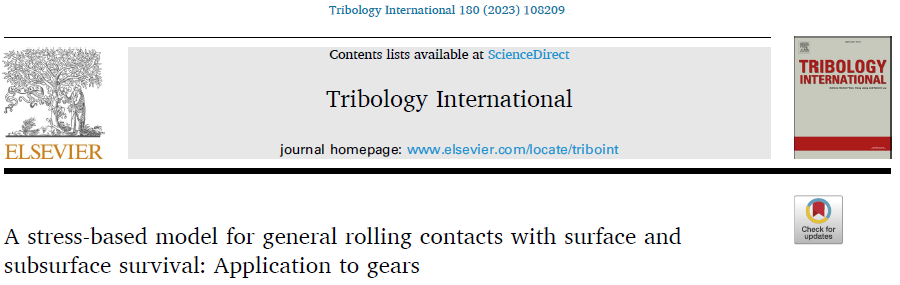 Tribology International 180 (2023) 108209
Contents lists available at ScienceDirect
Tribology International
journal homepage: www.elsevier.com/locate/triboint
ELSEVIER
TRIBOLOGY
INTERNATIONAL
Check for
updates
A stress-based model for general rolling contacts with surface and
subsurface survival: Application to gears